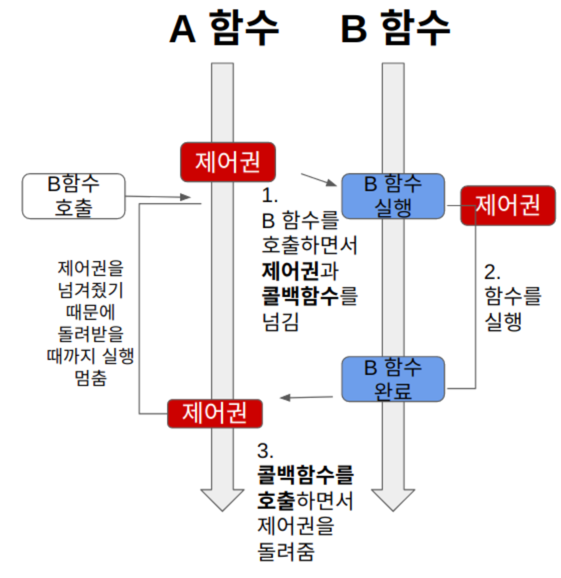 A 함수
B 함수
제어권
B함수
호출
1.
B 함수를
호출하면서
제어권과
콜백함수를
넘김
B 함수
실행
제어권
제어권을
넘겨줬기
때문에
돌려받을
때까지 실행
멈춤
2.
함수를
실행
B 함수
완료
제어권
3.
콜백함수를
호출하면서
제어권을
돌려줌